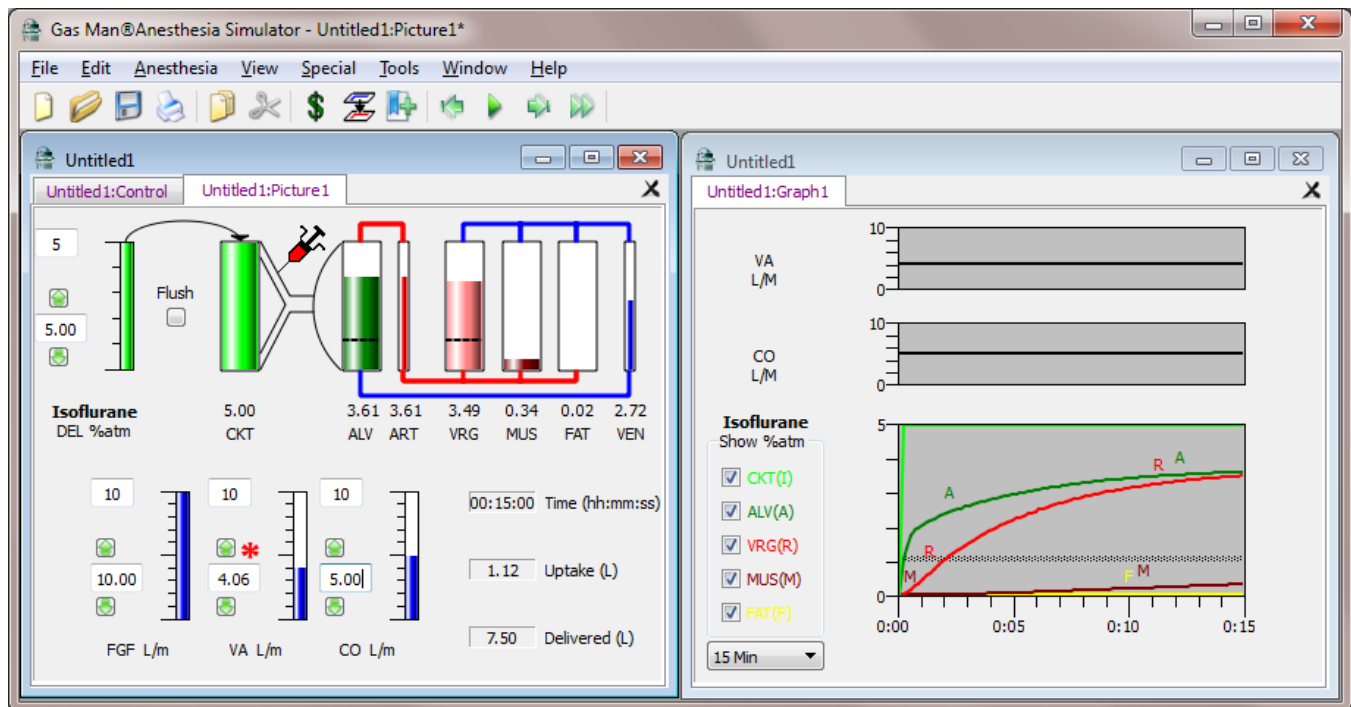 Gas Man®Anesthesia Simulator - Untitled1:Picture1*
File Edit Anesthesia View Special Tools Window Help
$
Untitled1
Untitled1:Control Untitled1:Picture1
5
Flush
5.00
Isoflurane 5.00 3.61 3.61 3.49 0.34 0.02 2.72
DEL %atm CKT ALV ART VRG MUS FAT VEN
10 10 10
00:15:00 Time (hh:mm:ss)
*
10.00 4.06 5.00
1.12 Uptake (L)
7.50 Delivered (L)
FGF L/m VA L/m CO L/m
Untitled1
Untitled1:Graph1
10
VA
L/M
0
10
CO
L/M
0
Isoflurane
Show %atm
CKT(I)
ALV(A)
VRG(R)
MUS(M)
FAT(F)
15 Min
5
R A
A
R
M F M
0
0:00 0:05 0:10 0:15